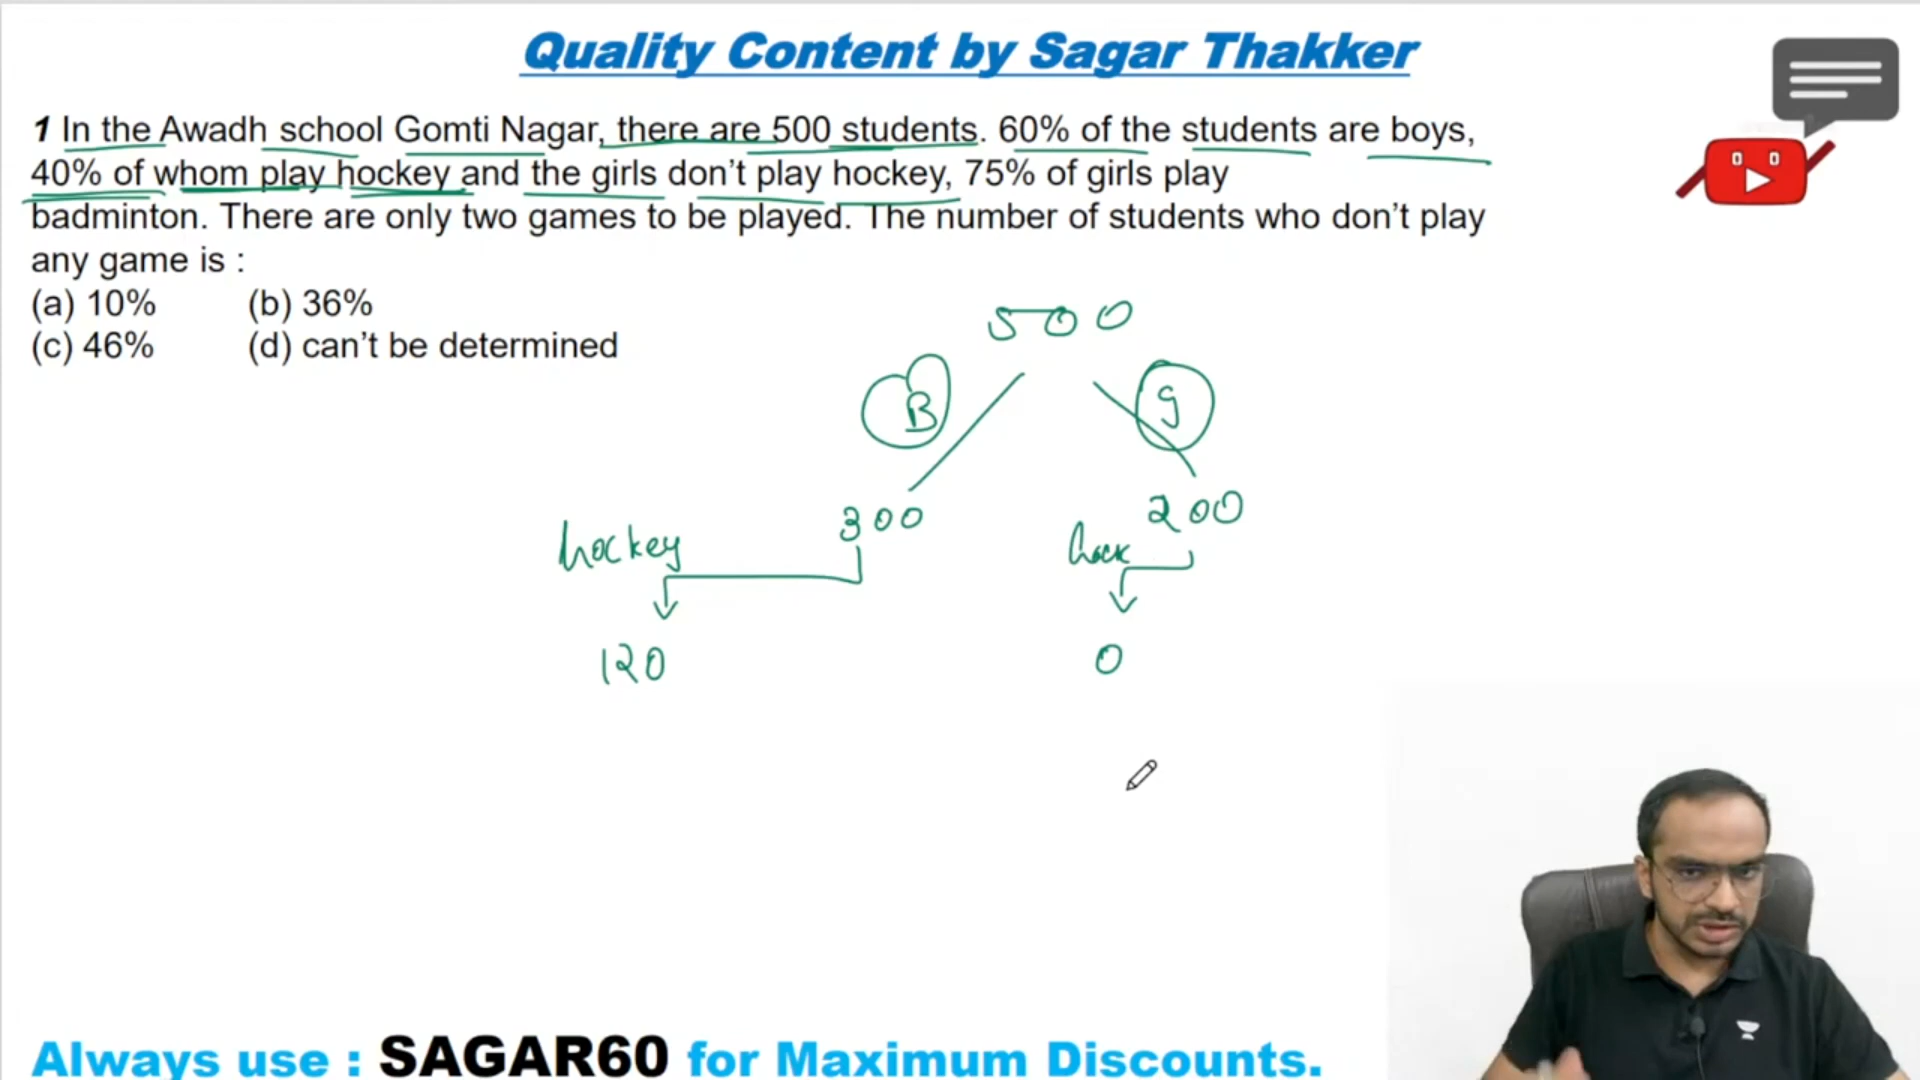 Quality Content by Sagar Thakker
1 In the Awadh school Gomti Nagar, there are 500 students. 60% of the students are boys,
40% of whom play hockey and the girls don’t play hockey, 75% of girls play
badminton. There are only two games to be played. The number of students who don’t play
any game is :
(a) 10% (b) 36%
(c) 46% (d) can’t be determined
500
B g
300 200
hockey hock
120 0
Always use : SAGAR60 for Maximum Discounts.